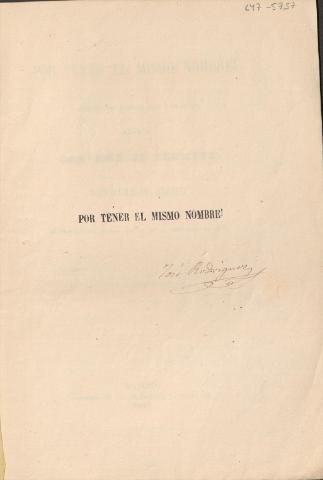 647-5757
POR TENER EL MISMO NOMBRE!
José Rodriguez